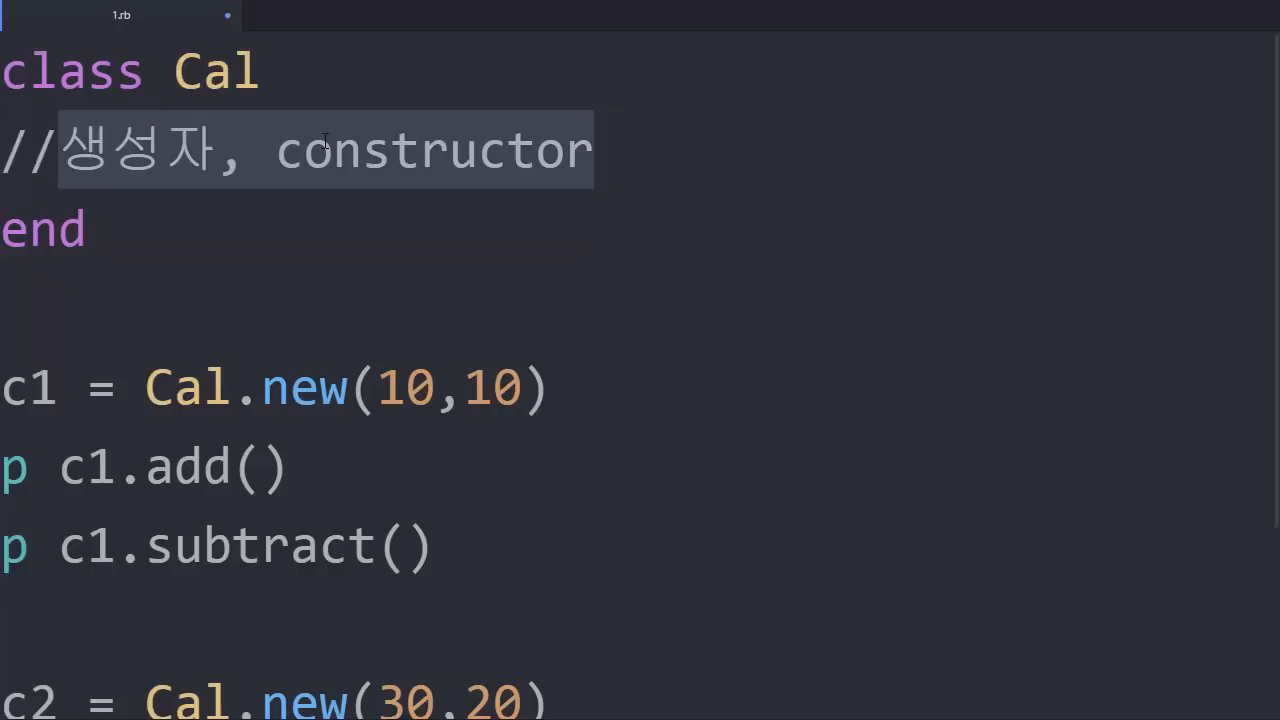 1.rb
class Cal
//생성자, constructor
end
c1 = Cal.new(10,10)
p c1.add()
p c1.subtract()
c2 = Cal.new(30,20)